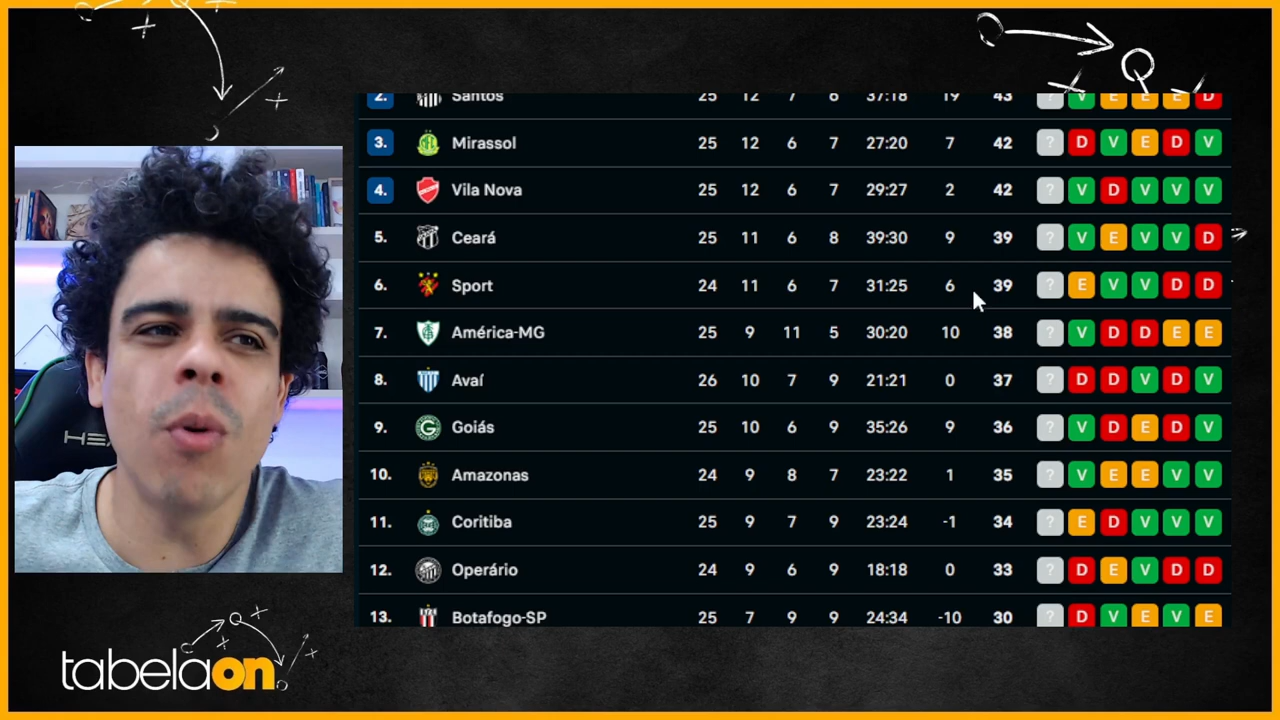 2. Santos 25 12 7 6 37:18 19 43 ? V E E E D
3. Mirassol 25 12 6 7 27:20 7 42 ? D V E D V
4. Vila Nova 25 12 6 7 29:27 2 42 ? V D V V V
5. Ceará 25 11 6 8 39:30 9 39 ? V E V V D
6. Sport 24 11 6 7 31:25 6 39 ? E V V D D
7. América-MG 25 9 11 5 30:20 10 38 ? V D D E E
8. Avaí 26 10 7 9 21:21 0 37 ? D D V D V
9. Goiás 25 10 6 9 35:26 9 36 ? V D E D V
10. Amazonas 24 9 8 7 23:22 1 35 ? V E E V V
11. Coritiba 25 9 7 9 23:24 -1 34 ? E D V V V
12. Operário 24 9 6 9 18:18 0 33 ? D E V D D
13. Botafogo-SP 25 7 9 9 24:34 -10 30 ? D V E V E
tabelaon